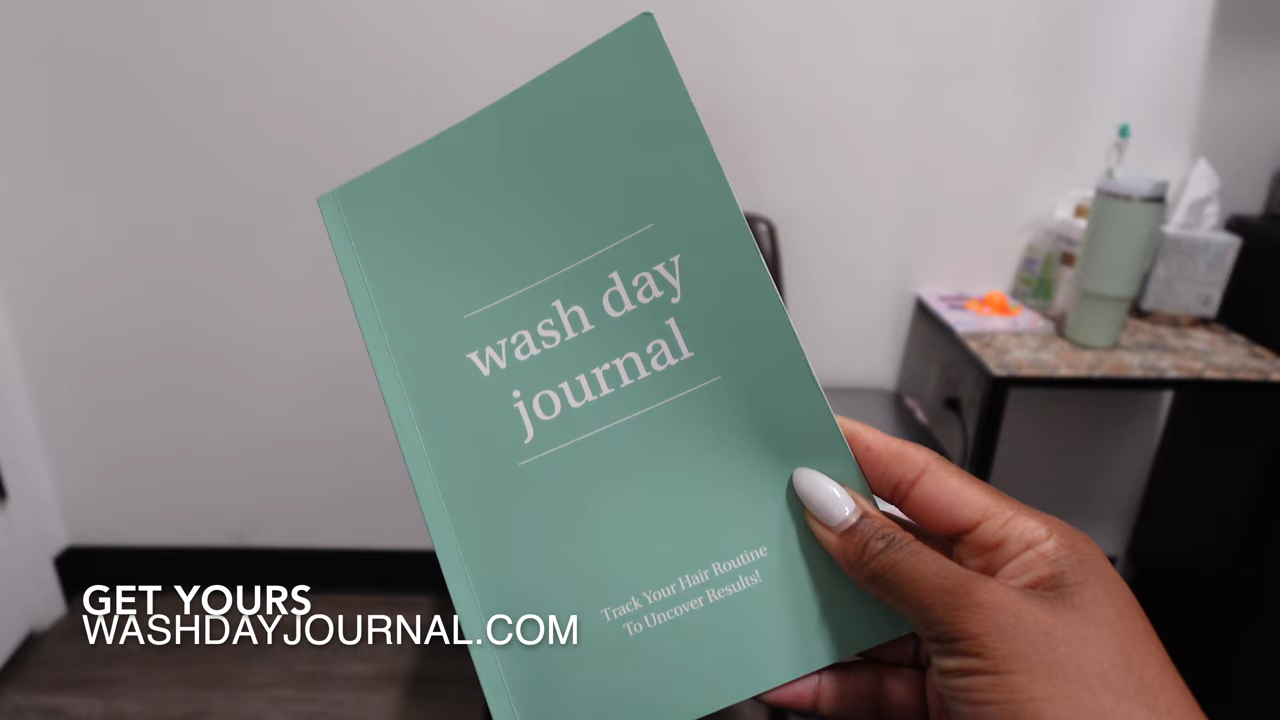 wash day
journal
Track Your Hair Routine
To Uncover Results!
GET YOURS
WASHDAYJOURNAL.COM